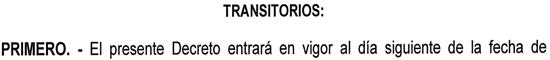 TRANSITORIOS:
PRIMERO. - El presente Decreto entrará en vigor al día siguiente de la fecha de